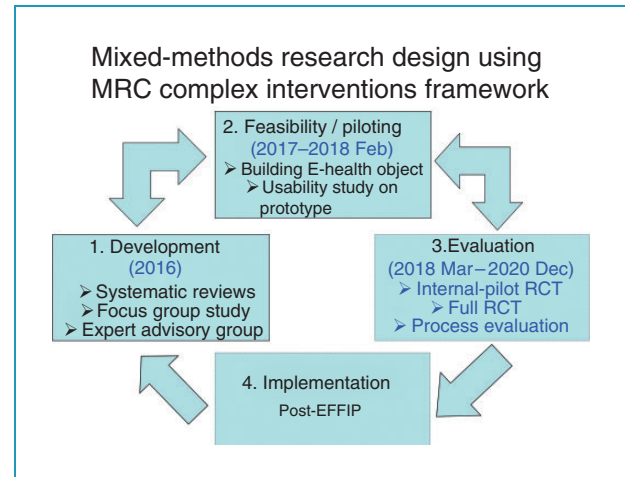 Mixed-methods research design using
MRC complex interventions framework
2. Feasibility / piloting
(2017–2018 Feb)
➢ Building E-health object
➢ Usability study on
prototype
1. Development
(2016)
➢ Systematic reviews
➢ Focus group study
➢ Expert advisory group
3.Evaluation
(2018 Mar–2020 Dec)
➢ Internal-pilot RCT
➢ Full RCT
➢ Process evaluation
4. Implementation
Post-EFFIP